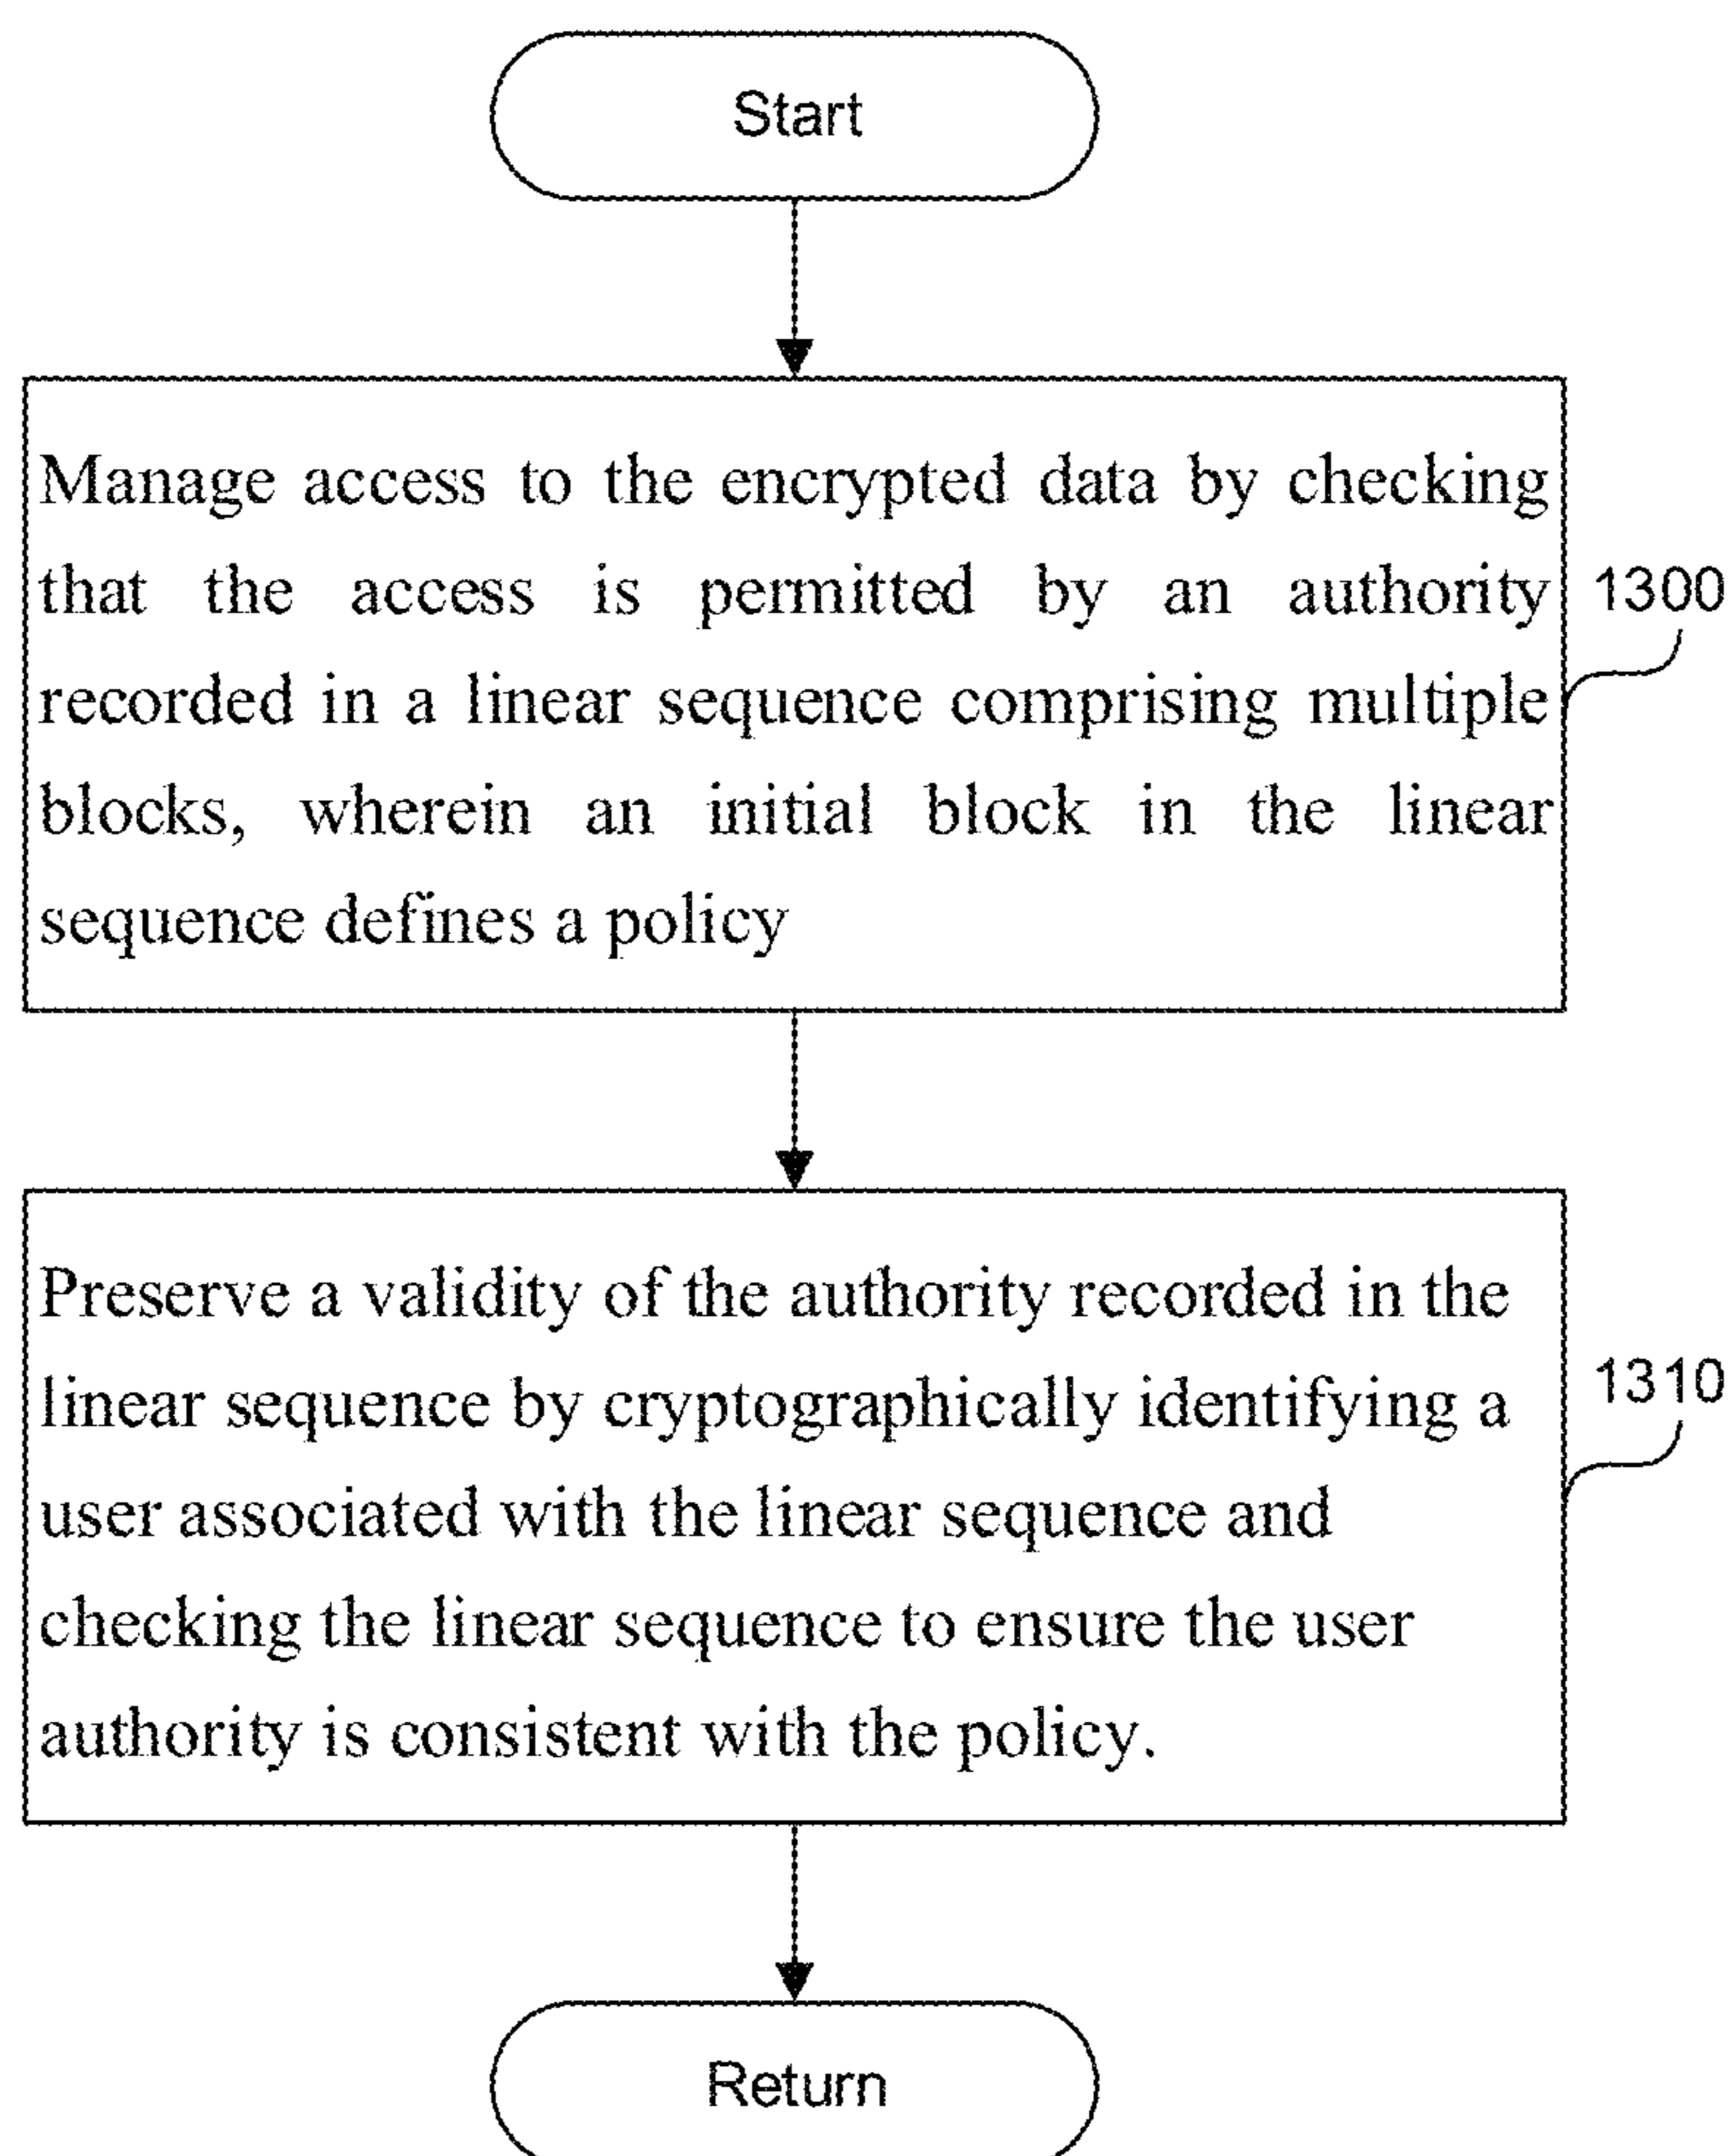 Start
Manage access to the encrypted data by checking
that the access is permitted by an authority
recorded in a linear sequence comprising multiple
blocks, wherein an initial block in the linear
sequence defines a policy
1300
Preserve a validity of the authority recorded in the
linear sequence by cryptographically identifying a
user associated with the linear sequence and
checking the linear sequence to ensure the user
authority is consistent with the policy.
1310
Return